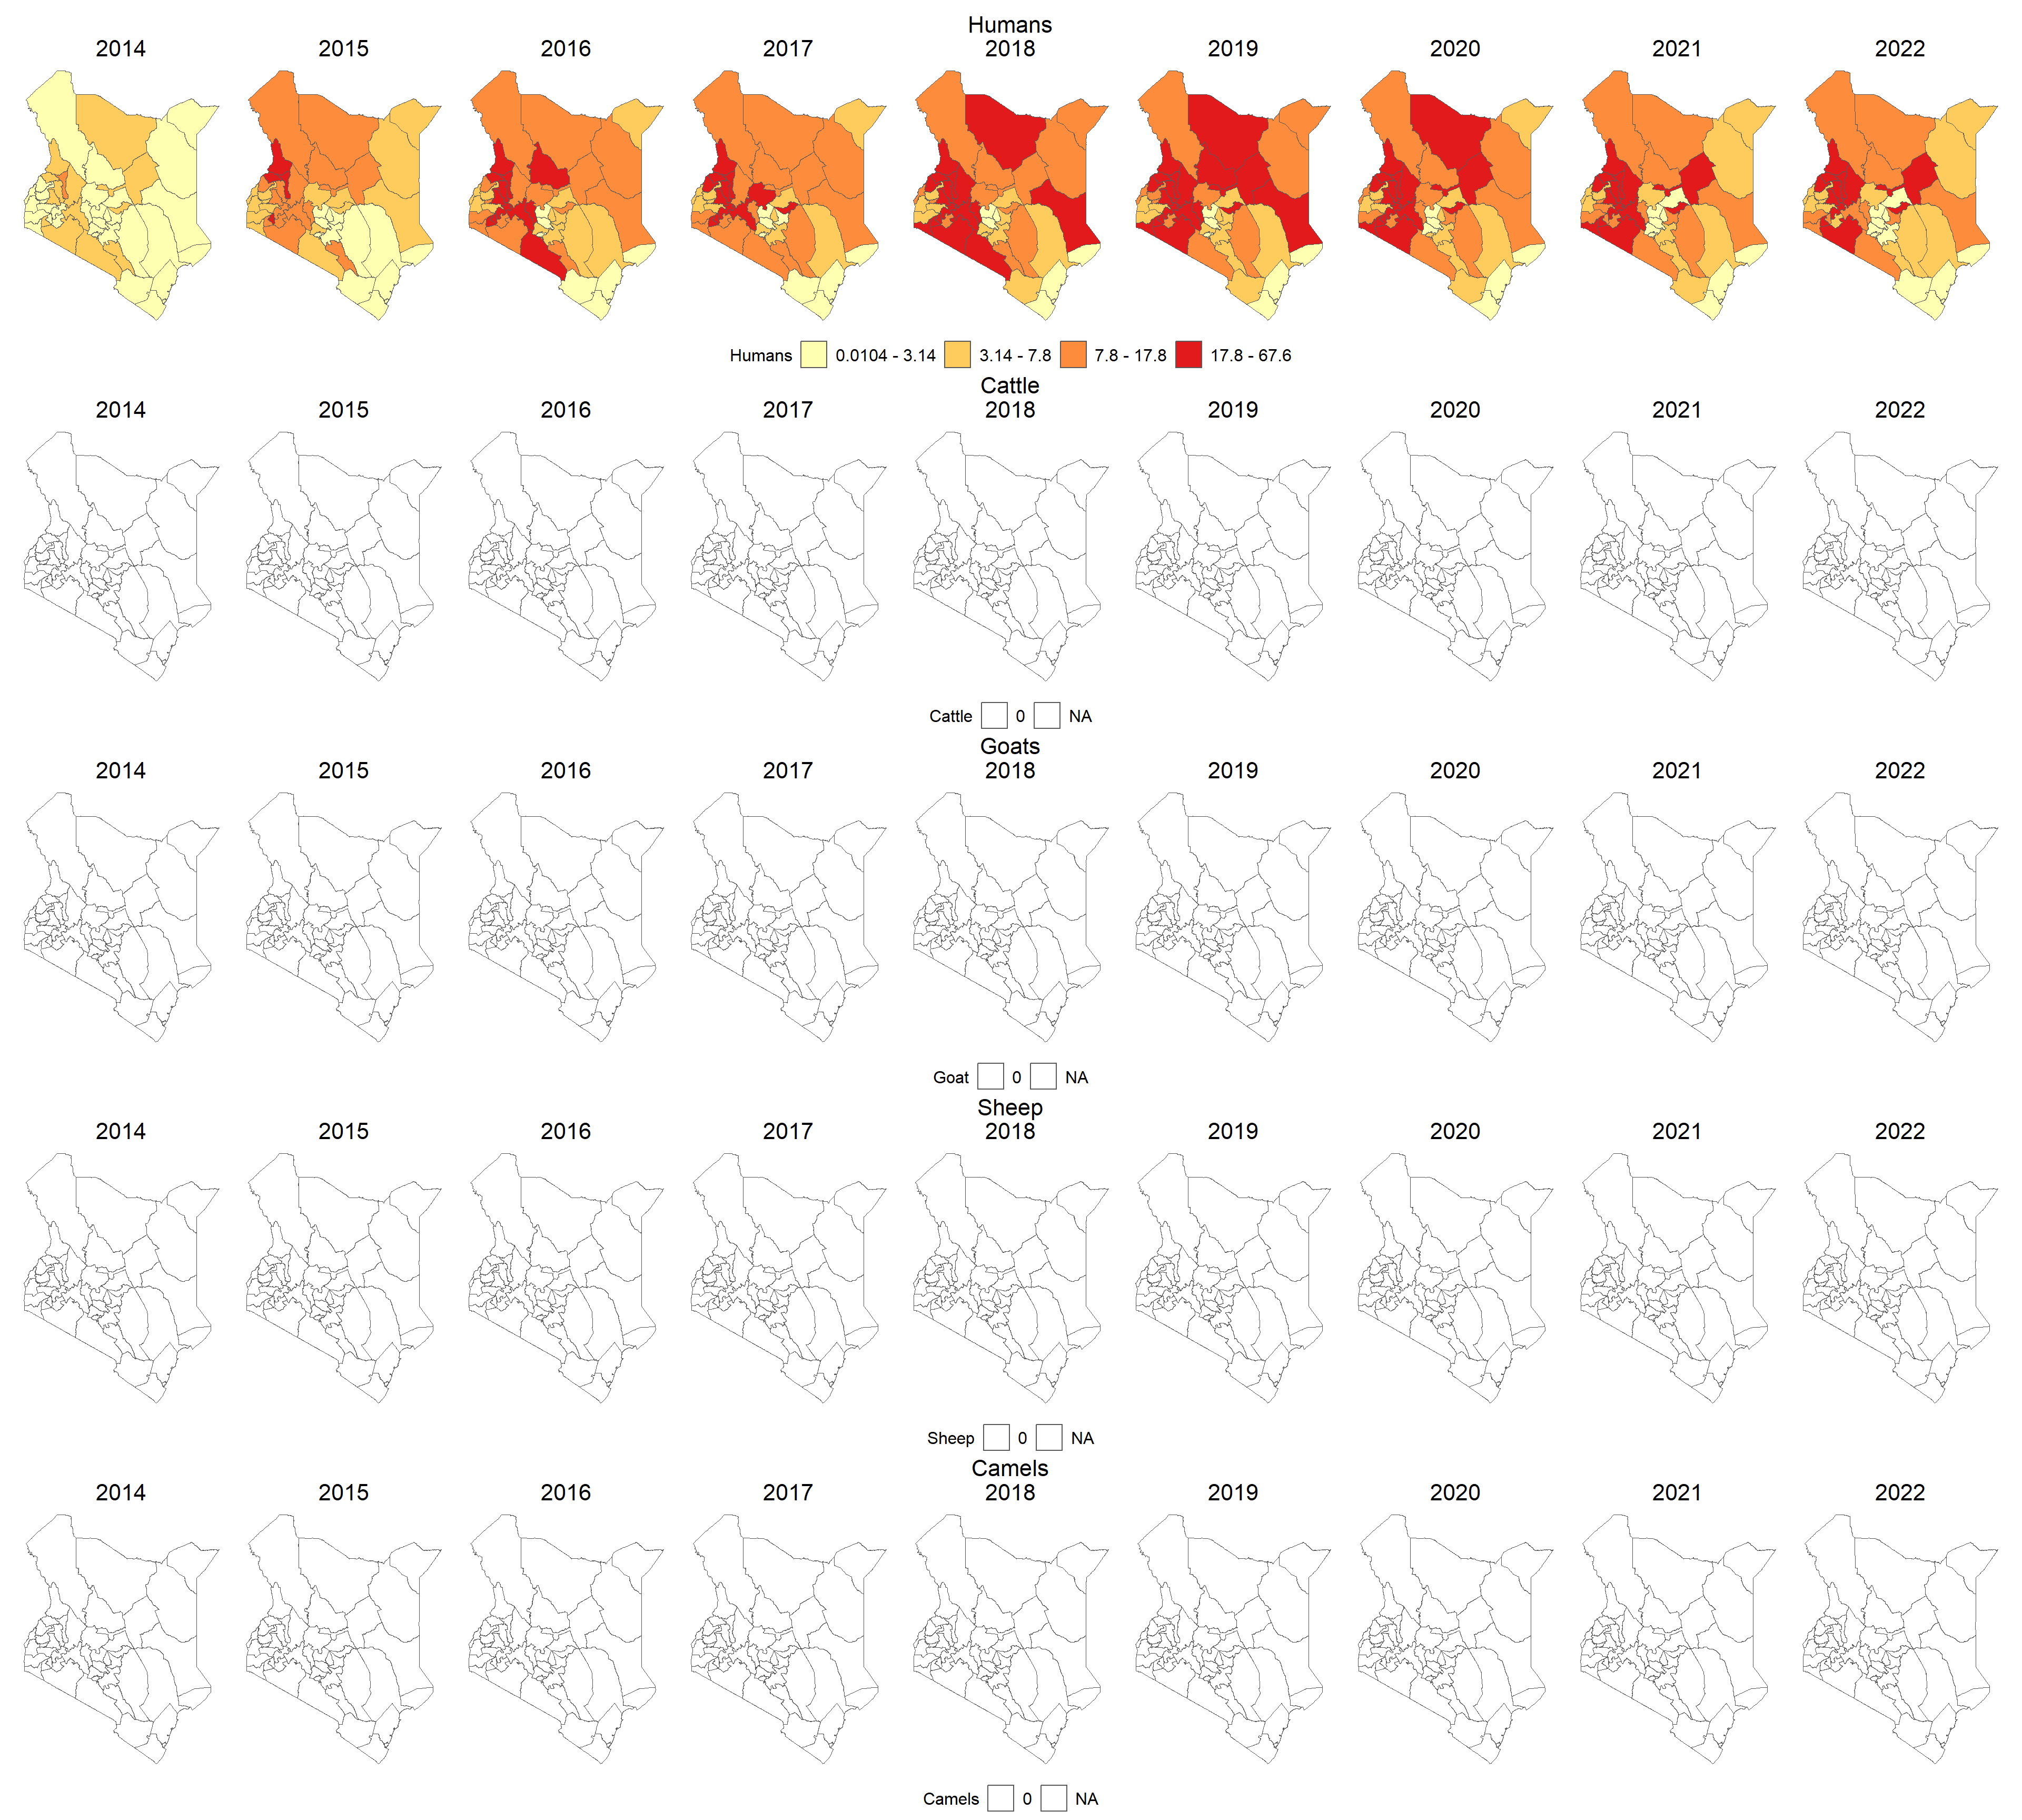 Humans
2014 2015 2016 2017 2018 2019 2020 2021 2022
Humans 0.0104 - 3.14 3.14 - 7.8 7.8 - 17.8 17.8 - 67.6
Cattle
2014 2015 2016 2017 2018 2019 2020 2021 2022
Cattle 0 NA
Goats
2014 2015 2016 2017 2018 2019 2020 2021 2022
Goat 0 NA
Sheep
2014 2015 2016 2017 2018 2019 2020 2021 2022
Sheep 0 NA
Camels
2014 2015 2016 2017 2018 2019 2020 2021 2022
Camels 0 NA